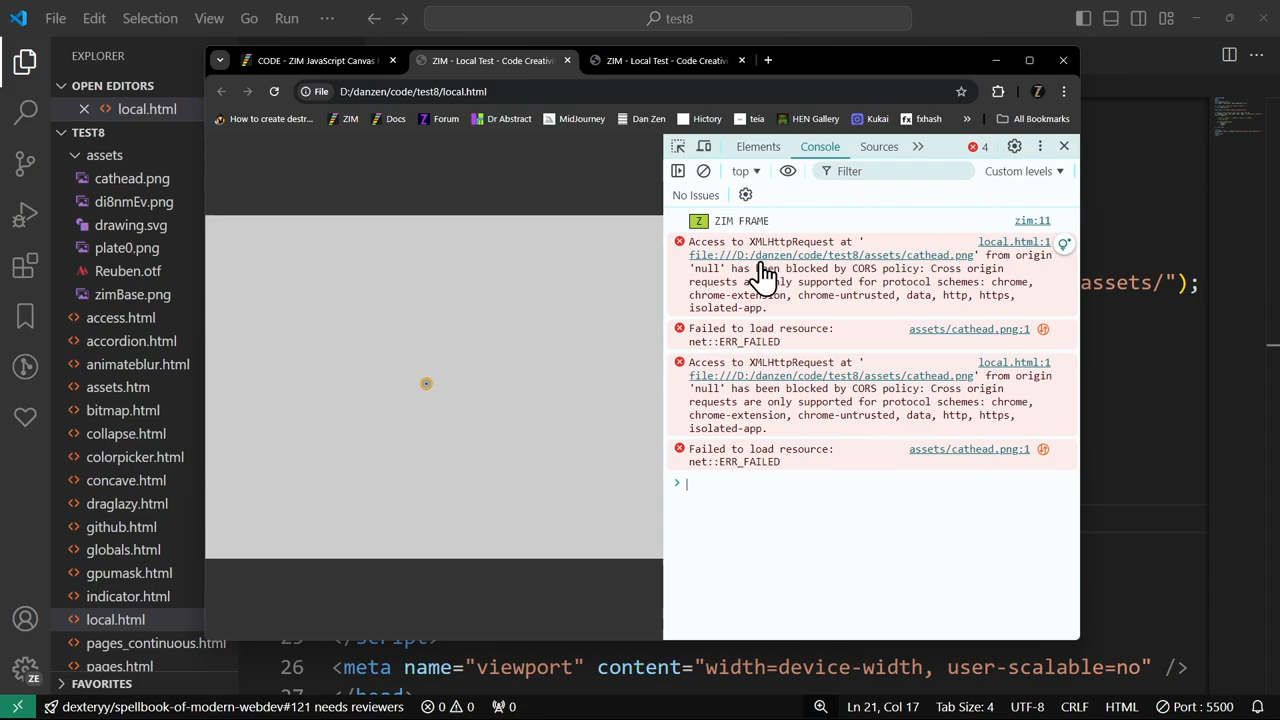 File Edit Selection View Go Run ··· test8
EXPLORER
OPEN EDITORS
local.html
TEST8
assets
cathead.png
di8nmEv.png
drawing.svg
plate0.png
Reuben.otf
zimBase.png
access.html
accordion.html
animateblur.html
assets.htm
bitmap.html
collapse.html
colorpicker.html
concave.html
draglazy.html
github.html
globals.html
gpumask.html
indicator.html
local.html
pages_continuous.html
pages.html
FAVORITES
CODE - ZIM JavaScript Canvas
ZIM - Local Test - Code Creativi
ZIM - Local Test - Code Creativi
File D:/danzen/code/test8/local.html
How to create destr... ZIM Docs Forum Dr Abstract MidJourney Dan Zen Hictory teia HEN Gallery Kukai fxhash All Bookmarks
Elements Console Sources 4
top Filter Custom levels
No Issues
Z ZIM FRAME zim:11
Access to XMLHttpRequest at ' local.html:1
file:///D:/danzen/code/test8/assets/cathead.png' from origin
'null' has been blocked by CORS policy: Cross origin
requests are only supported for protocol schemes: chrome,
chrome-extension, chrome-untrusted, data, http, https,
isolated-app.
Failed to load resource: assets/cathead.png:1
net::ERR_FAILED
Access to XMLHttpRequest at ' local.html:1
file:///D:/danzen/code/test8/assets/cathead.png' from origin
'null' has been blocked by CORS policy: Cross origin
requests are only supported for protocol schemes: chrome,
chrome-extension, chrome-untrusted, data, http, https,
isolated-app.
Failed to load resource: assets/cathead.png:1
net::ERR_FAILED
assets/");
26 <meta name="viewport" content="width=device-width, user-scalable=no" />
27 </head>
ZE
dexteryy/spellbook-of-modern-webdev#121 needs reviewers 0 0 0 Ln 21, Col 17 Tab Size: 4 UTF-8 CRLF HTML Port : 5500